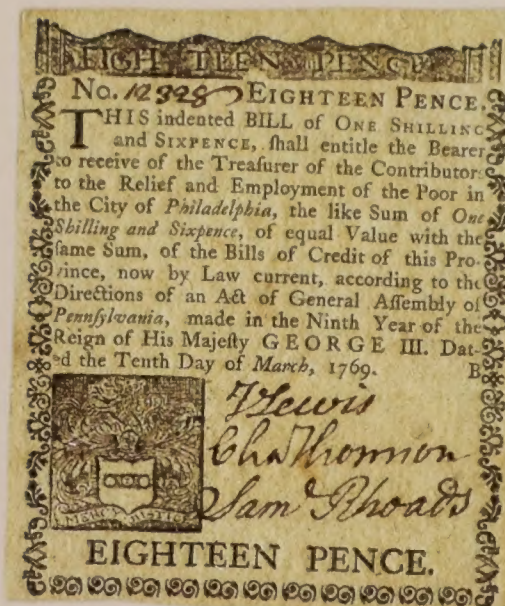 EIGHTEEN PENCE
No. 12328 EIGHTEEN PENCE.
THIS indented BILL of ONE SHILLING
and SIXPENCE, ſhall entitle the Bearer
to receive of the Treaſurer of the Contributors
to the Relief and Employment of the Poor in
the City of Philadelphia, the like Sum of One
Shilling and Sixpence, of equal Value with the
ſame Sum, of the Bills of Credit of this Pro-
vince, now by Law current, according to the
Directions of an Act of General Aſſembly of
Pennſylvania, made in the Ninth Year of the
Reign of His Majeſty GEORGE III. Dat-
ed the Tenth Day of March, 1769. B
J Lewis
Cha Thomson
Sam.l Rhoads
MERCY JUSTICE
EIGHTEEN PENCE.